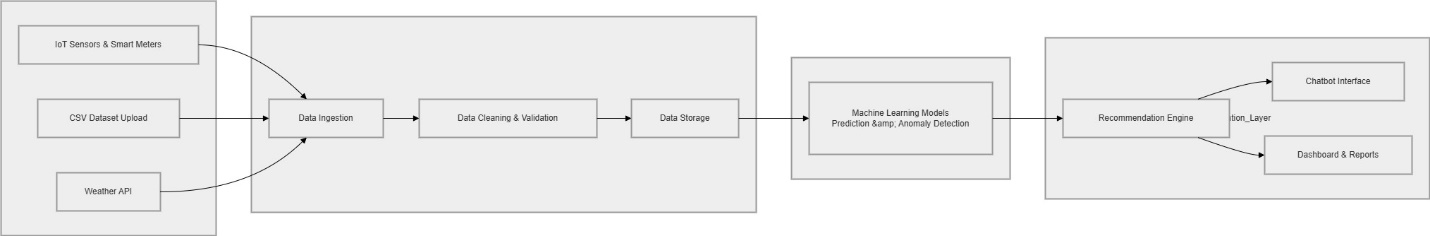 IoT Sensors & Smart Meters
CSV Dataset Upload
Weather API
Data Ingestion
Data Cleaning & Validation
Data Storage
Machine Learning Models
Prediction &amp; Anomaly Detection
Recommendation Engine
ution_Layer
Chatbot Interface
Dashboard & Reports